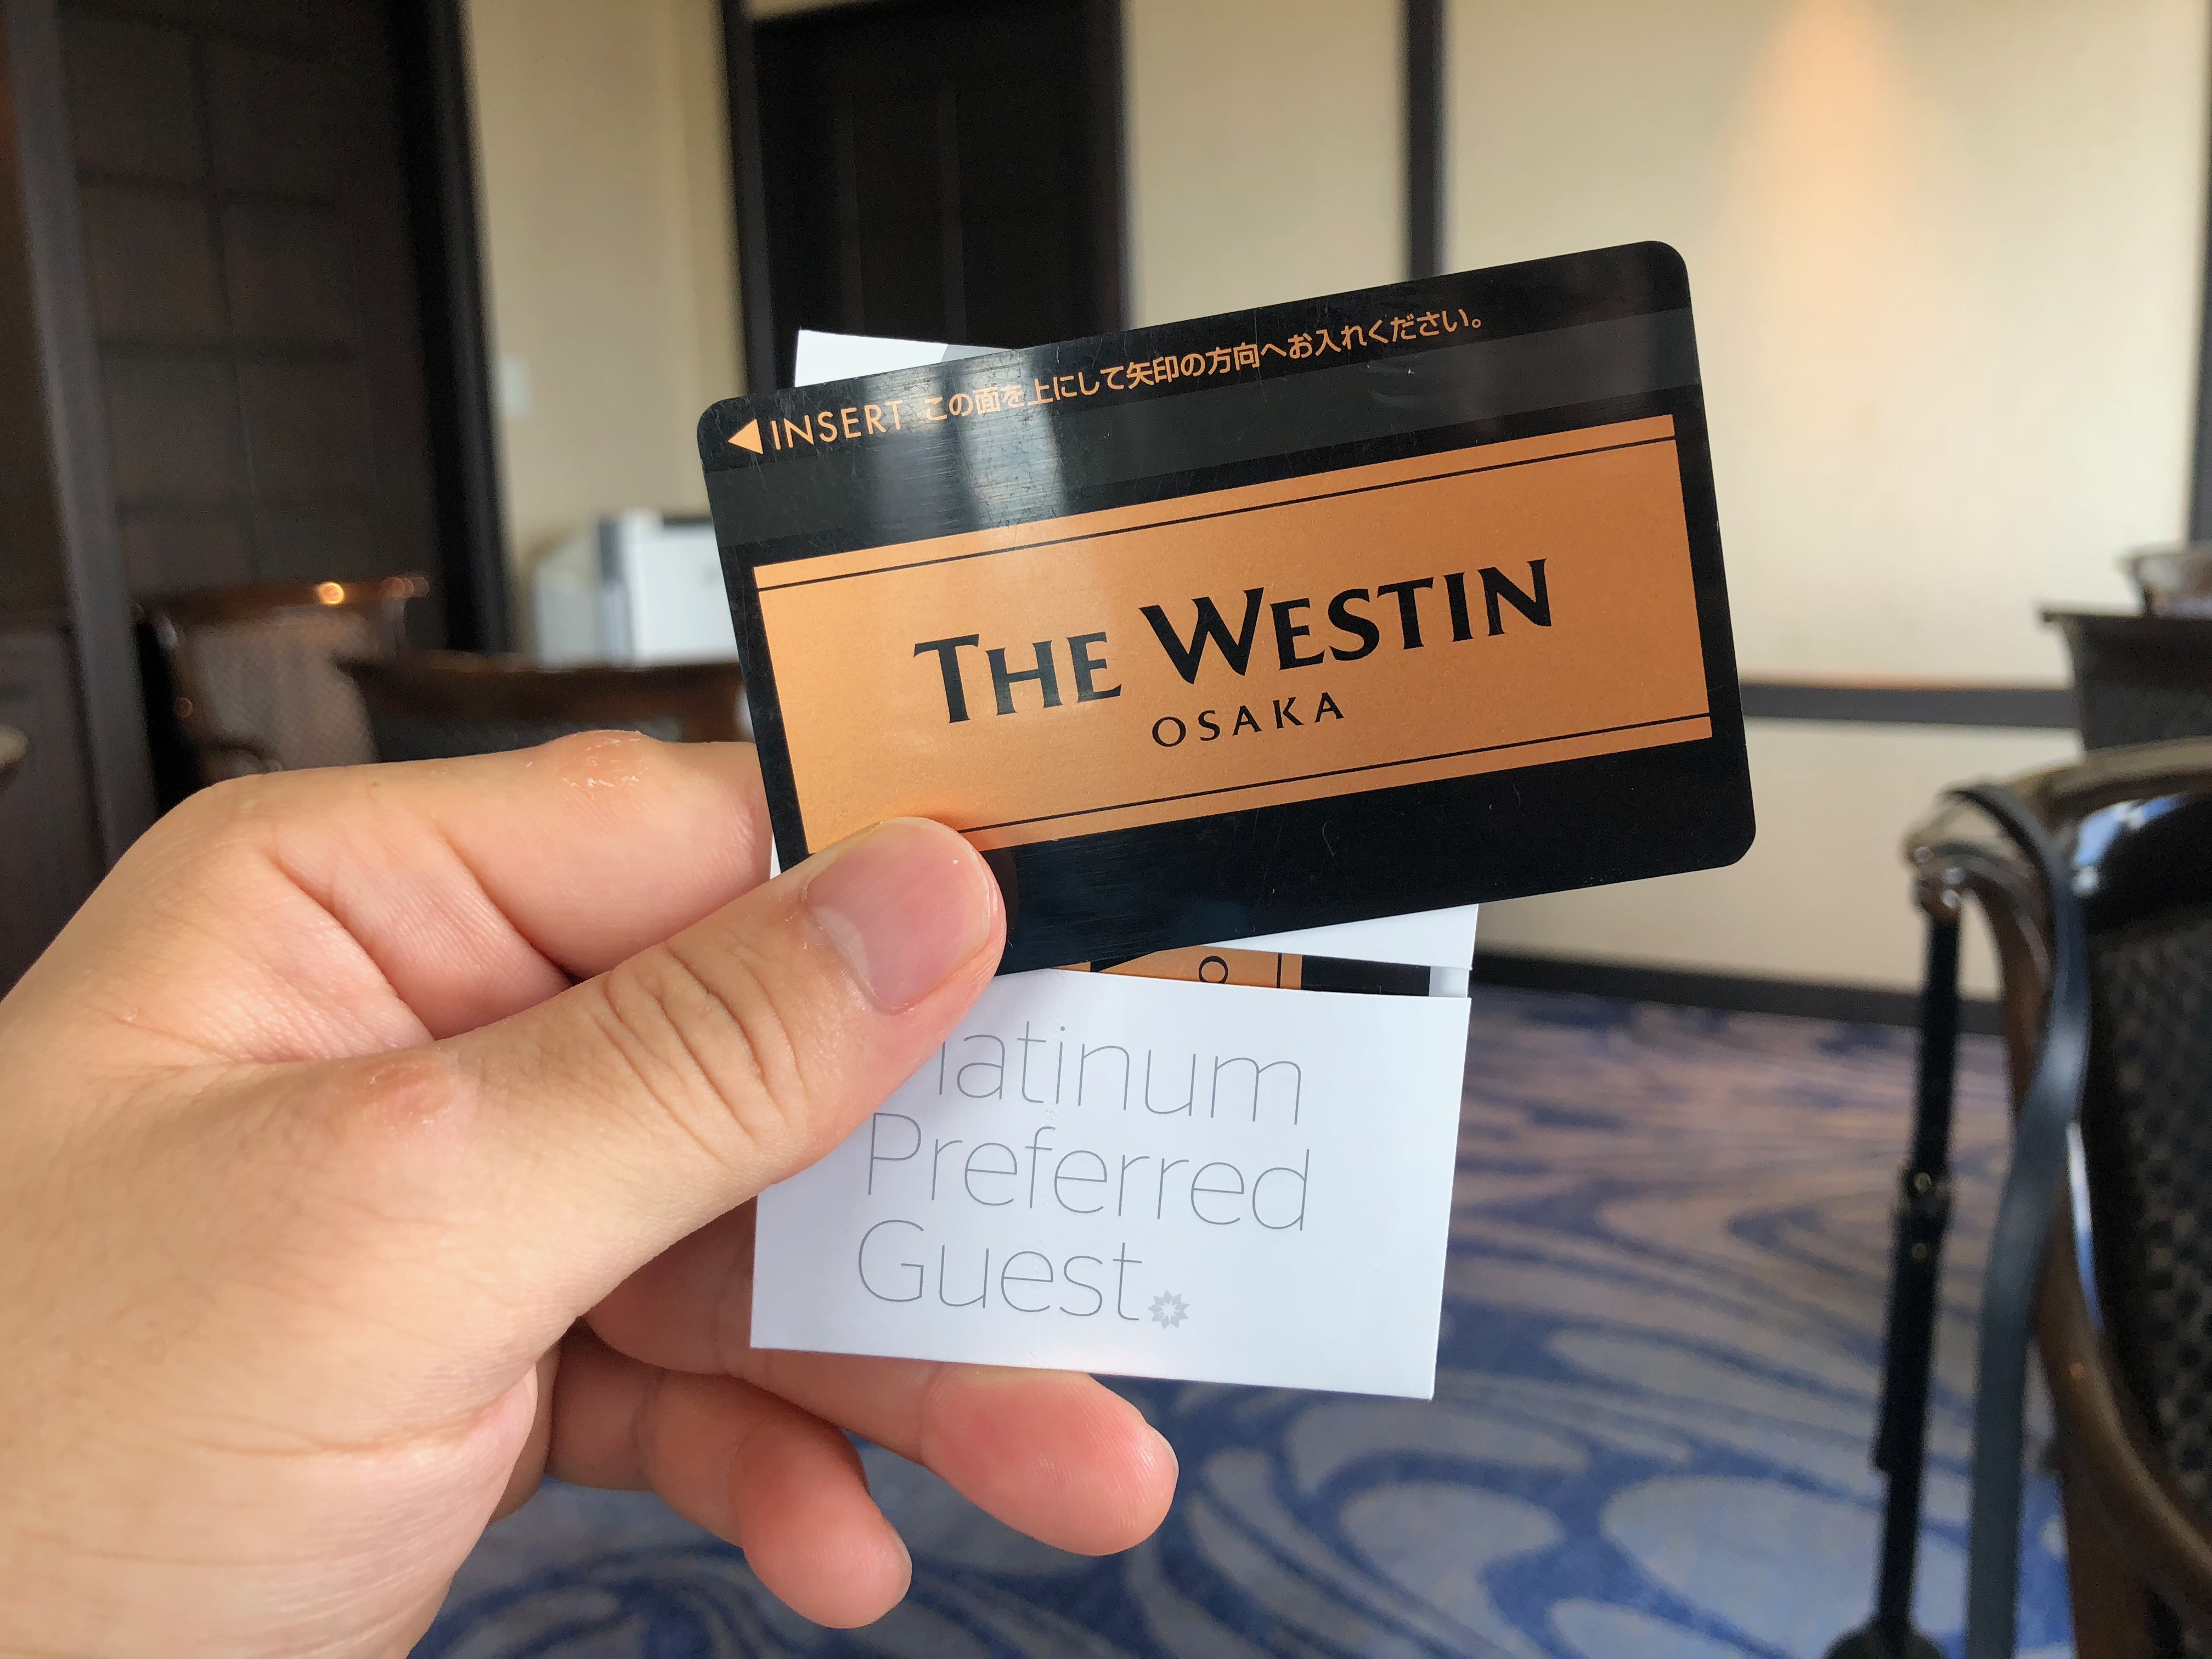 INSERT この面を上にして矢印の方向へお入れください。
THE WESTIN
OSAKA
O
latinum
Preferred
Guest